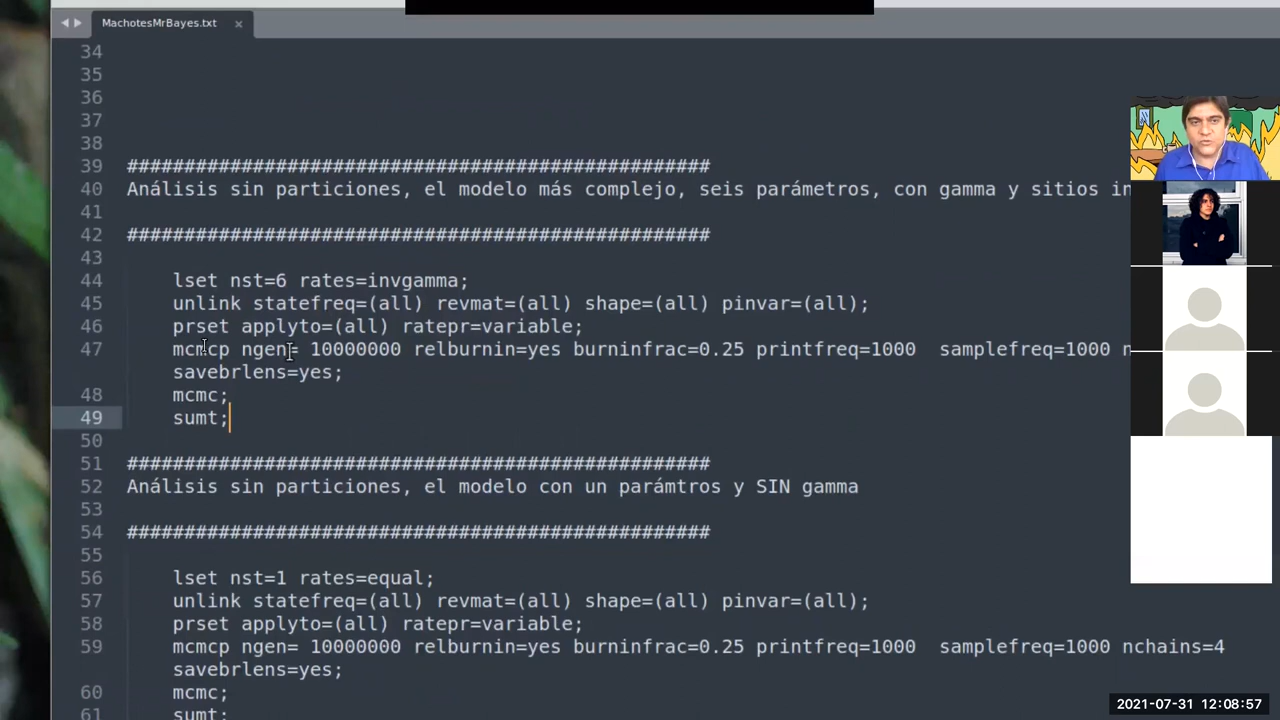 MachotesMrBayes.txt ×
34
35
36
37
38
39 ###################################################
40 Análisis sin particiones, el modelo más complejo, seis parámetros, con gamma y sitios
41
42 ###################################################
43
44 lset nst=6 rates=invgamma;
45 unlink statefreq=(all) revmat=(all) shape=(all) pinvar=(all);
46 prset applyto=(all) ratepr=variable;
47 mcmcp ngen= 10000000 relburnin=yes burninfrac=0.25 printfreq=1000  samplefreq=1000
savebrlens=yes;
48 mcmc;
49 sumt;
50
51 ###################################################
52 Análisis sin particiones, el modelo con un parámtros y SIN gamma
53
54 ###################################################
55
56 lset nst=1 rates=equal;
57 unlink statefreq=(all) revmat=(all) shape=(all) pinvar=(all);
58 prset applyto=(all) ratepr=variable;
59 mcmcp ngen= 10000000 relburnin=yes burninfrac=0.25 printfreq=1000  samplefreq=1000 nchains=4
savebrlens=yes;
60 mcmc;
61 sumt;
2021-07-31 12:08:57